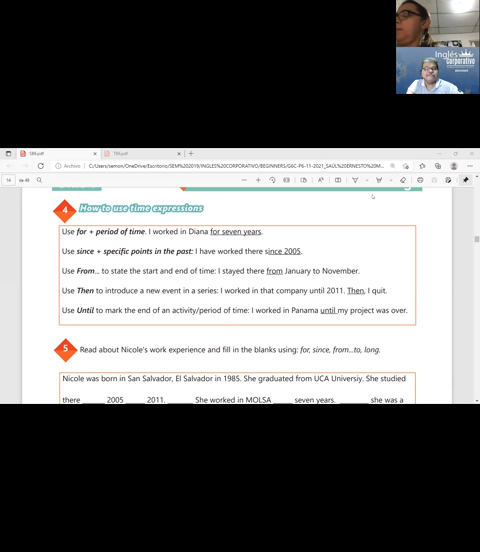 Inglés
Corporativo
SB6.pdf
TB6.pdf
Archivo
C:/Users/semon/OneDrive/Escritorio/SEM%202019/INGLES%20CORPORATIVO/BEGINNERS/G6C-P6-11-2021_SAUL%20ERNESTO%20M...
14
de 48
4 How to use time expressions
Use for + period of time. I worked in Diana for seven years.
Use since + specific points in the past: I have worked there since 2005.
Use From... to state the start and end of time: I stayed there from January to November.
Use Then to introduce a new event in a series: I worked in that company until 2011. Then, I quit.
Use Until to mark the end of an activity/period of time: I worked in Panama until my project was over.
5 Read about Nicole's work experience and fill in the blanks using: for, since, from...to, long.
Nicole was born in San Salvador, El Salvador in 1985. She graduated from UCA Universiy. She studied
there ______ 2005 _____ 2011. _______ She worked in MOLSA _____ seven years. ________ she was a